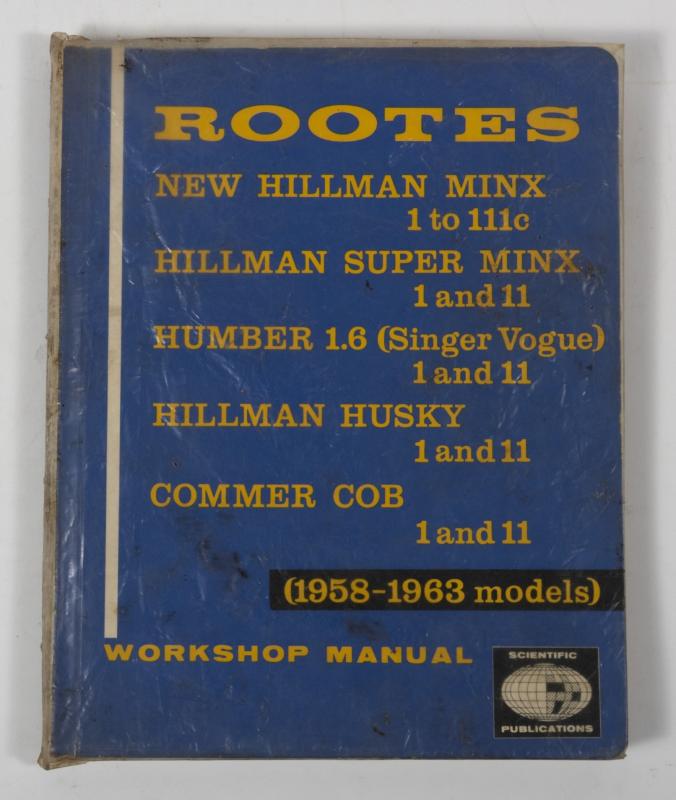 ROOTES
NEW HILLMAN MINX
1 to 111c
HILLMAN SUPER MINX
1 and 11
HUMBER 1.6 (Singer Vogue)
1 and 11
HILLMAN HUSKY
1 and 11
COMMER COB
1 and 11
(1958-1963 models)
WORKSHOP MANUAL
SCIENTIFIC
PUBLICATIONS